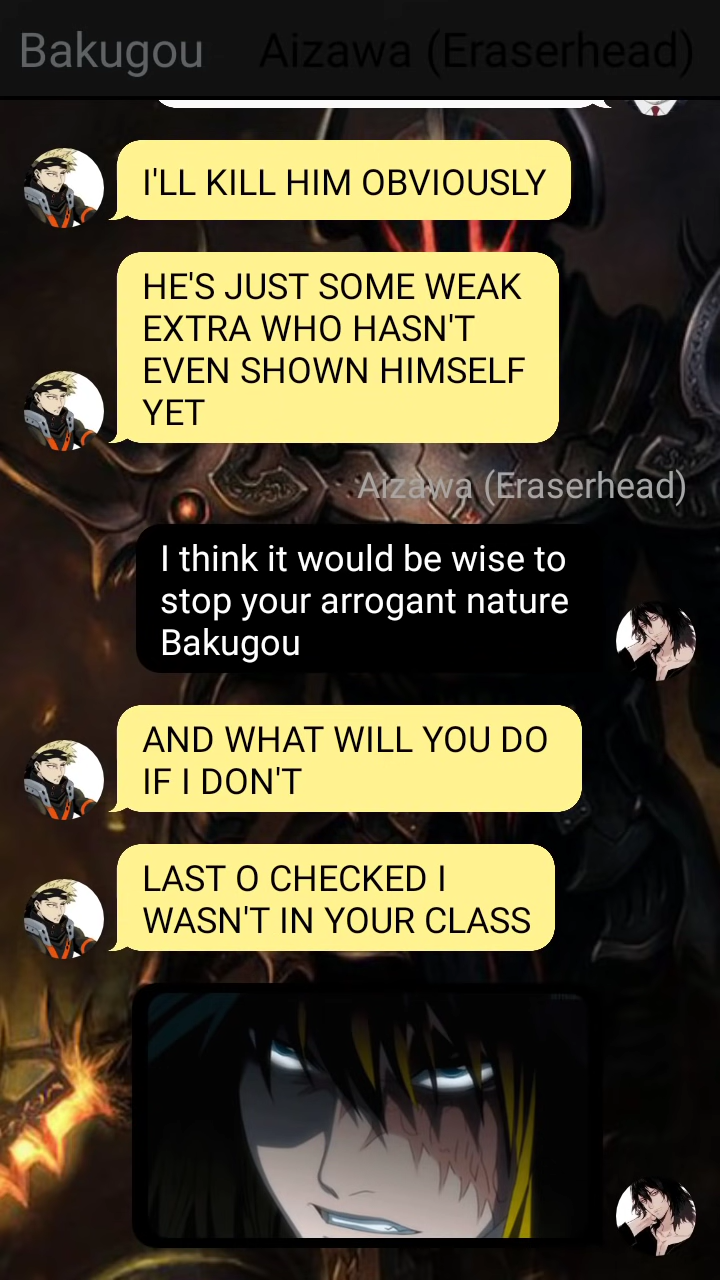 Bakugou Aizawa (Eraserhead)
I'LL KILL HIM OBVIOUSLY
HE'S JUST SOME WEAK
EXTRA WHO HASN'T
EVEN SHOWN HIMSELF
YET
Aizawa (Eraserhead)
I think it would be wise to
stop your arrogant nature
Bakugou
AND WHAT WILL YOU DO
IF I DON'T
LAST O CHECKED I
WASN'T IN YOUR CLASS